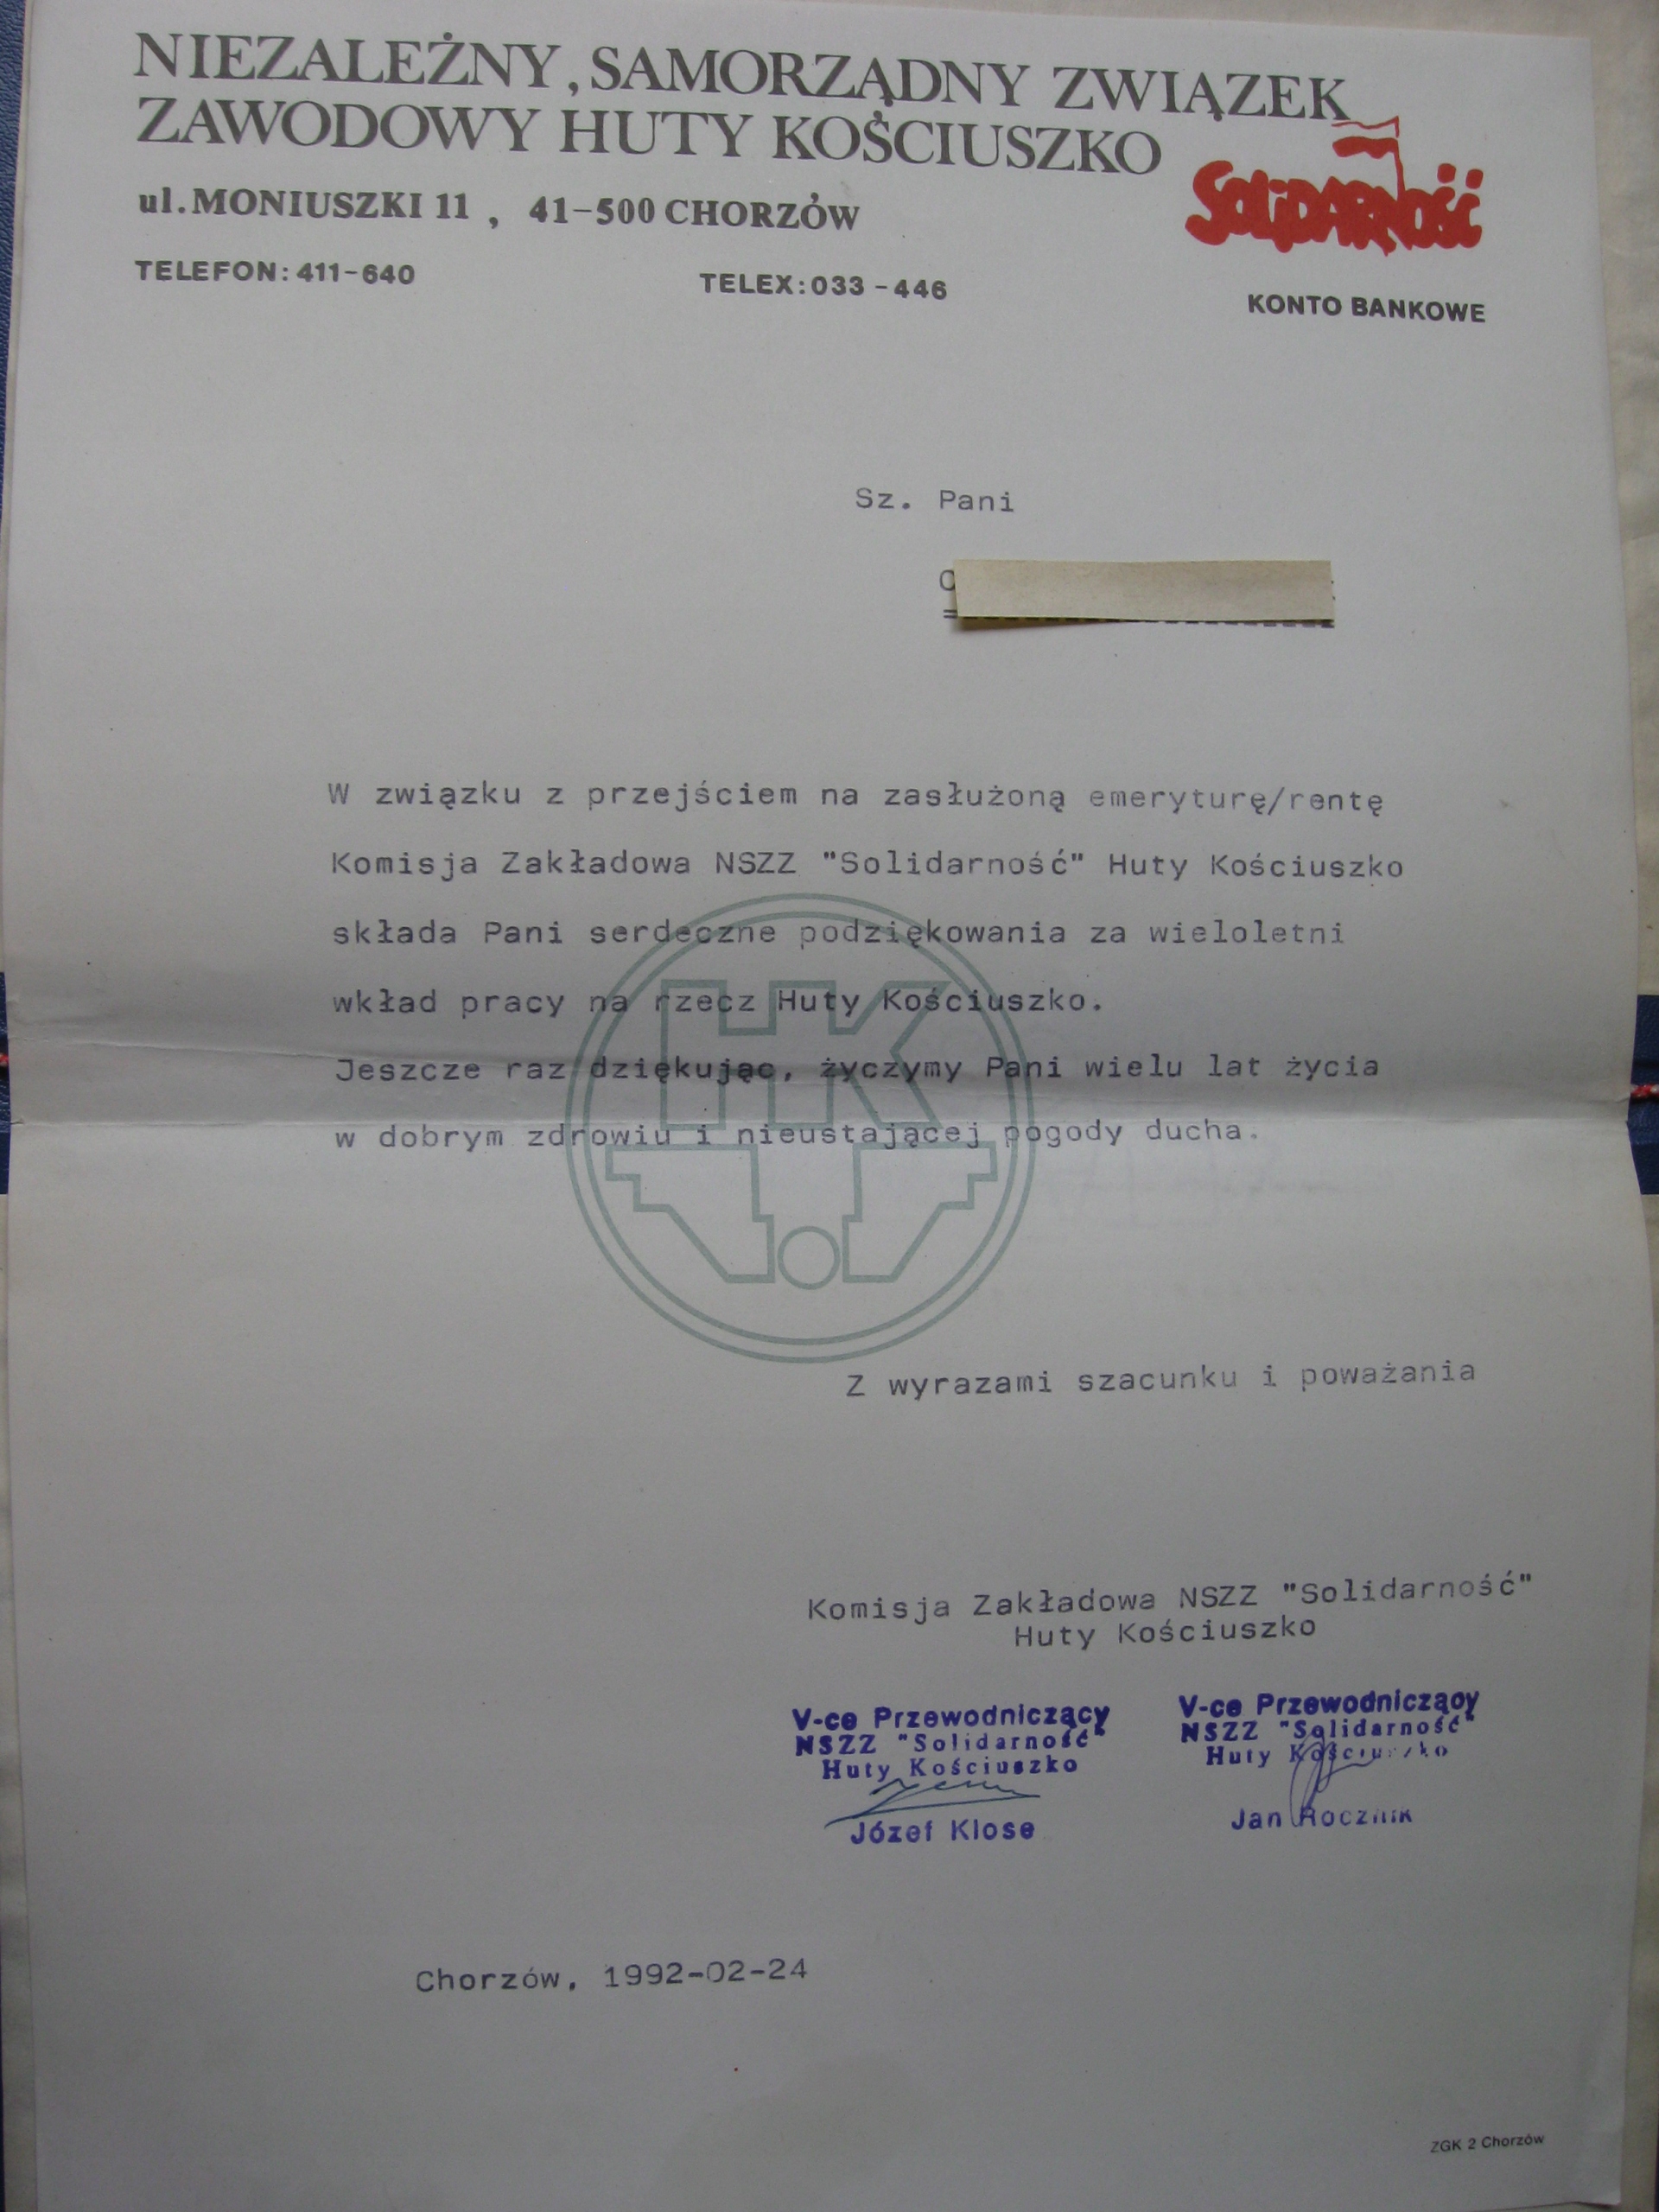 NIEZALEŻNY, SAMORZĄDNY ZWIĄZEK
ZAWODOWY HUTY KOŚCIUSZKO
SOLIDARNOŚĆ
ul. MONIUSZKI 11 , 41-500 CHORZÓW
TELEFON: 411-640 TELEX: 033-446 KONTO BANKOWE
Sz. Pani
W związku z przejściem na zasłużoną emeryturę/rentę
Komisja Zakładowa NSZZ "Solidarność" Huty Kościuszko
składa Pani serdeczne podziękowania za wieloletni
wkład pracy na rzecz Huty Kościuszko.
Jeszcze raz dziękując, życzymy Pani wielu lat życia
w dobrym zdrowiu i nieustającej pogody ducha.
HK
Z wyrazami szacunku i poważania
Komisja Zakładowa NSZZ "Solidarność"
Huty Kościuszko
V-ce Przewodniczący
NSZZ "Solidarność"
Huty Kościuszko
Józef Klose
V-ce Przewodniczący
NSZZ "Solidarność"
Huty Kościuszko
Jan Rocznik
Chorzów, 1992-02-24
ZGK 2 Chorzów